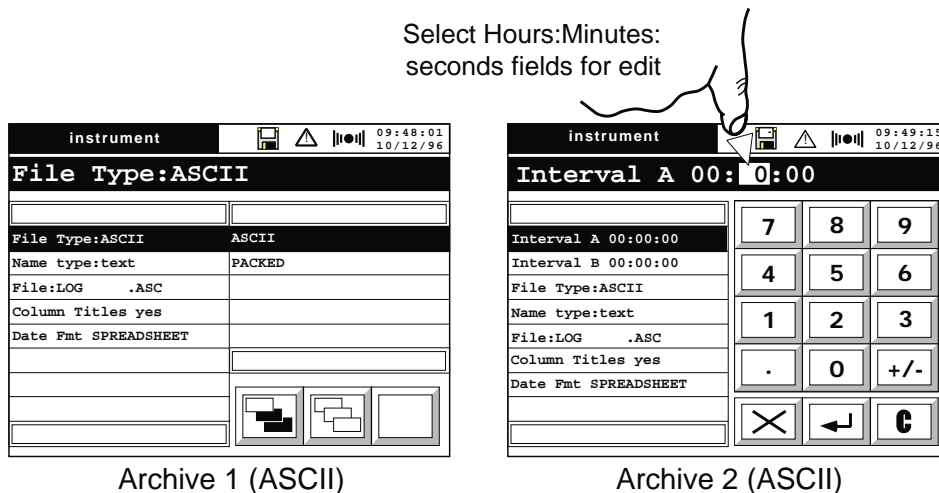 Select Hours:Minutes:
seconds fields for edit
instrument
09:48:01
10/12/96
File Type:ASCII
File Type:ASCII
ASCII
Name type:text
PACKED
File:LOG .ASC
Column Titles yes
Date Fmt SPREADSHEET
Archive 1 (ASCII)
instrument
09:49:15
10/12/96
Interval A 00: 0:00
Interval A 00:00:00
Interval B 00:00:00
File Type:ASCII
Name type:text
File:LOG .ASC
Column Titles yes
Date Fmt SPREADSHEET
7 8 9
4 5 6
1 2 3
. 0 +/-
C
Archive 2 (ASCII)